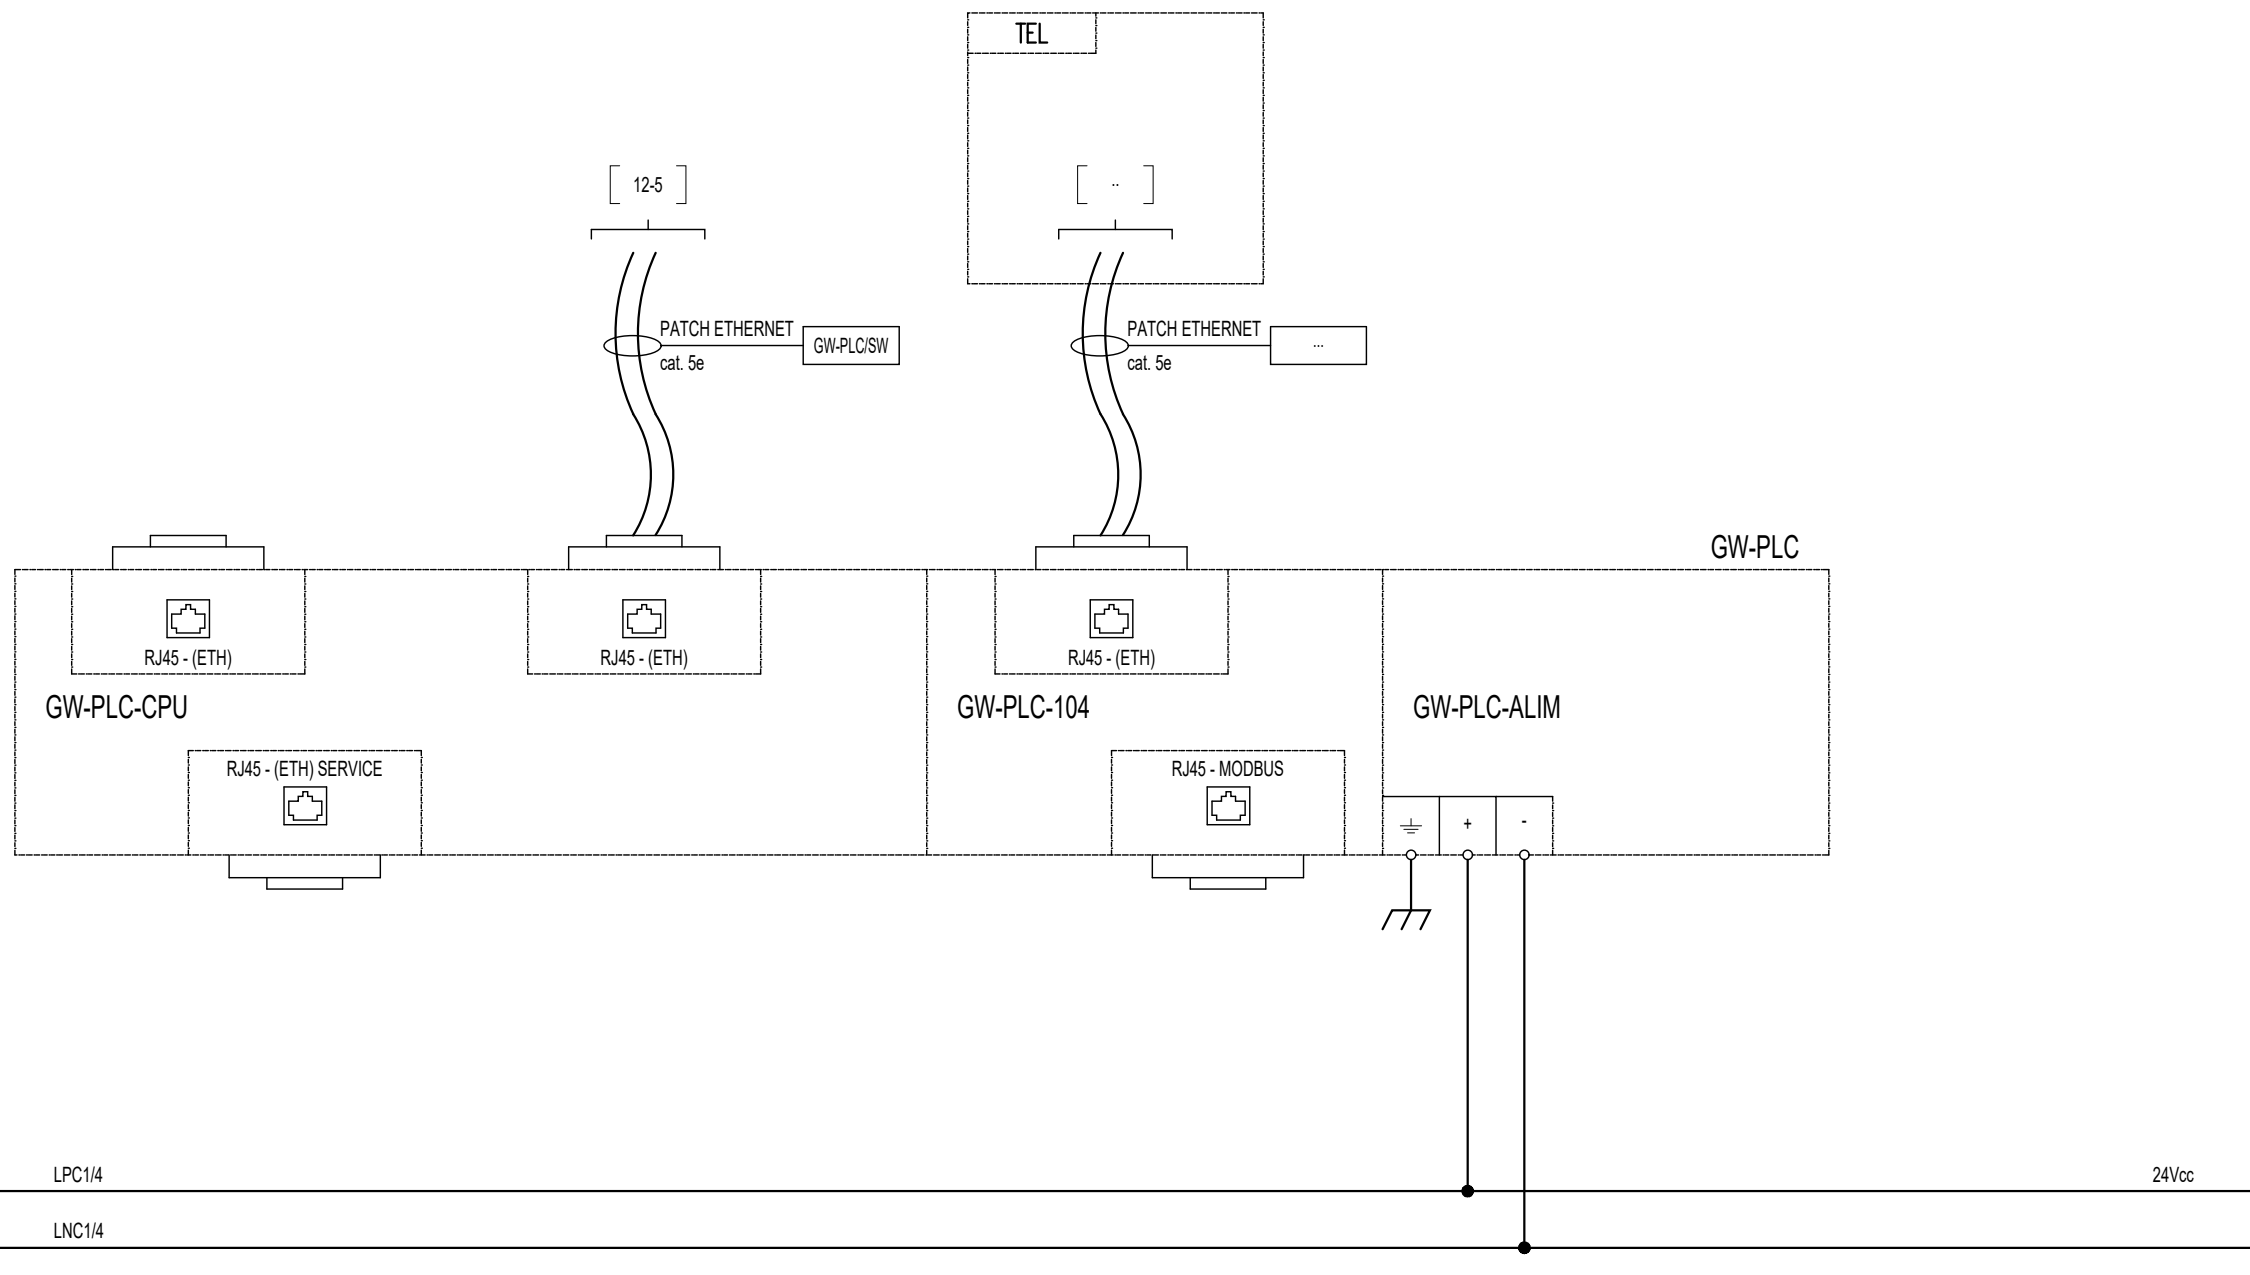 TEL
12-5
..
PATCH ETHERNET
GW-PLC/SW
cat. 5e
PATCH ETHERNET
...
cat. 5e
GW-PLC
RJ45 - (ETH)
RJ45 - (ETH)
RJ45 - (ETH)
GW-PLC-CPU
GW-PLC-104
GW-PLC-ALIM
RJ45 - (ETH) SERVICE
RJ45 - MODBUS
+
-
LPC1/4
24Vcc
LNC1/4